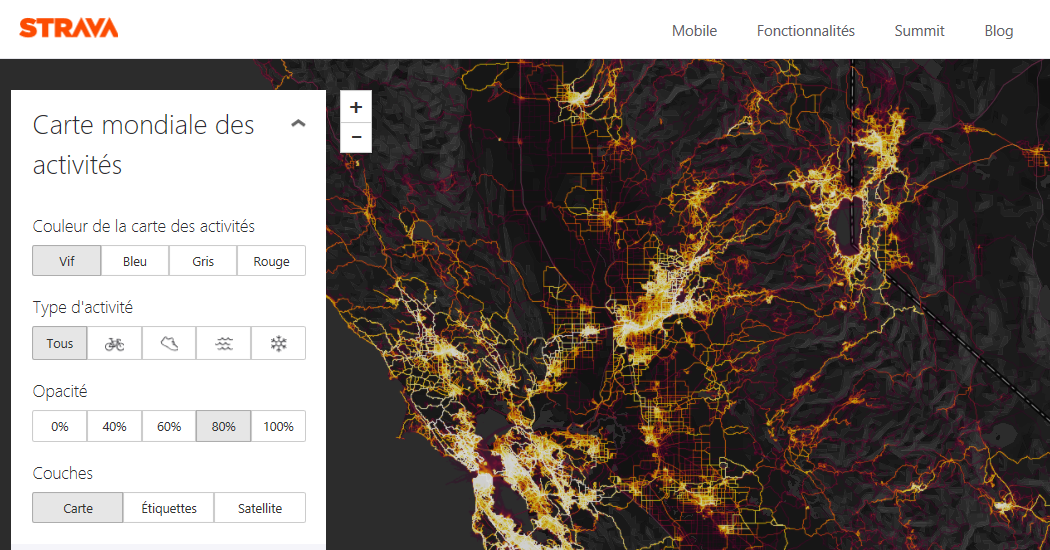 STRAVA
Mobile Fonctionnalités Summit Blog
Carte mondiale des
activités
+
−
Couleur de la carte des activités
Vif Bleu Gris Rouge
Type d'activité
Tous
Opacité
0% 40% 60% 80% 100%
Couches
Carte Étiquettes Satellite